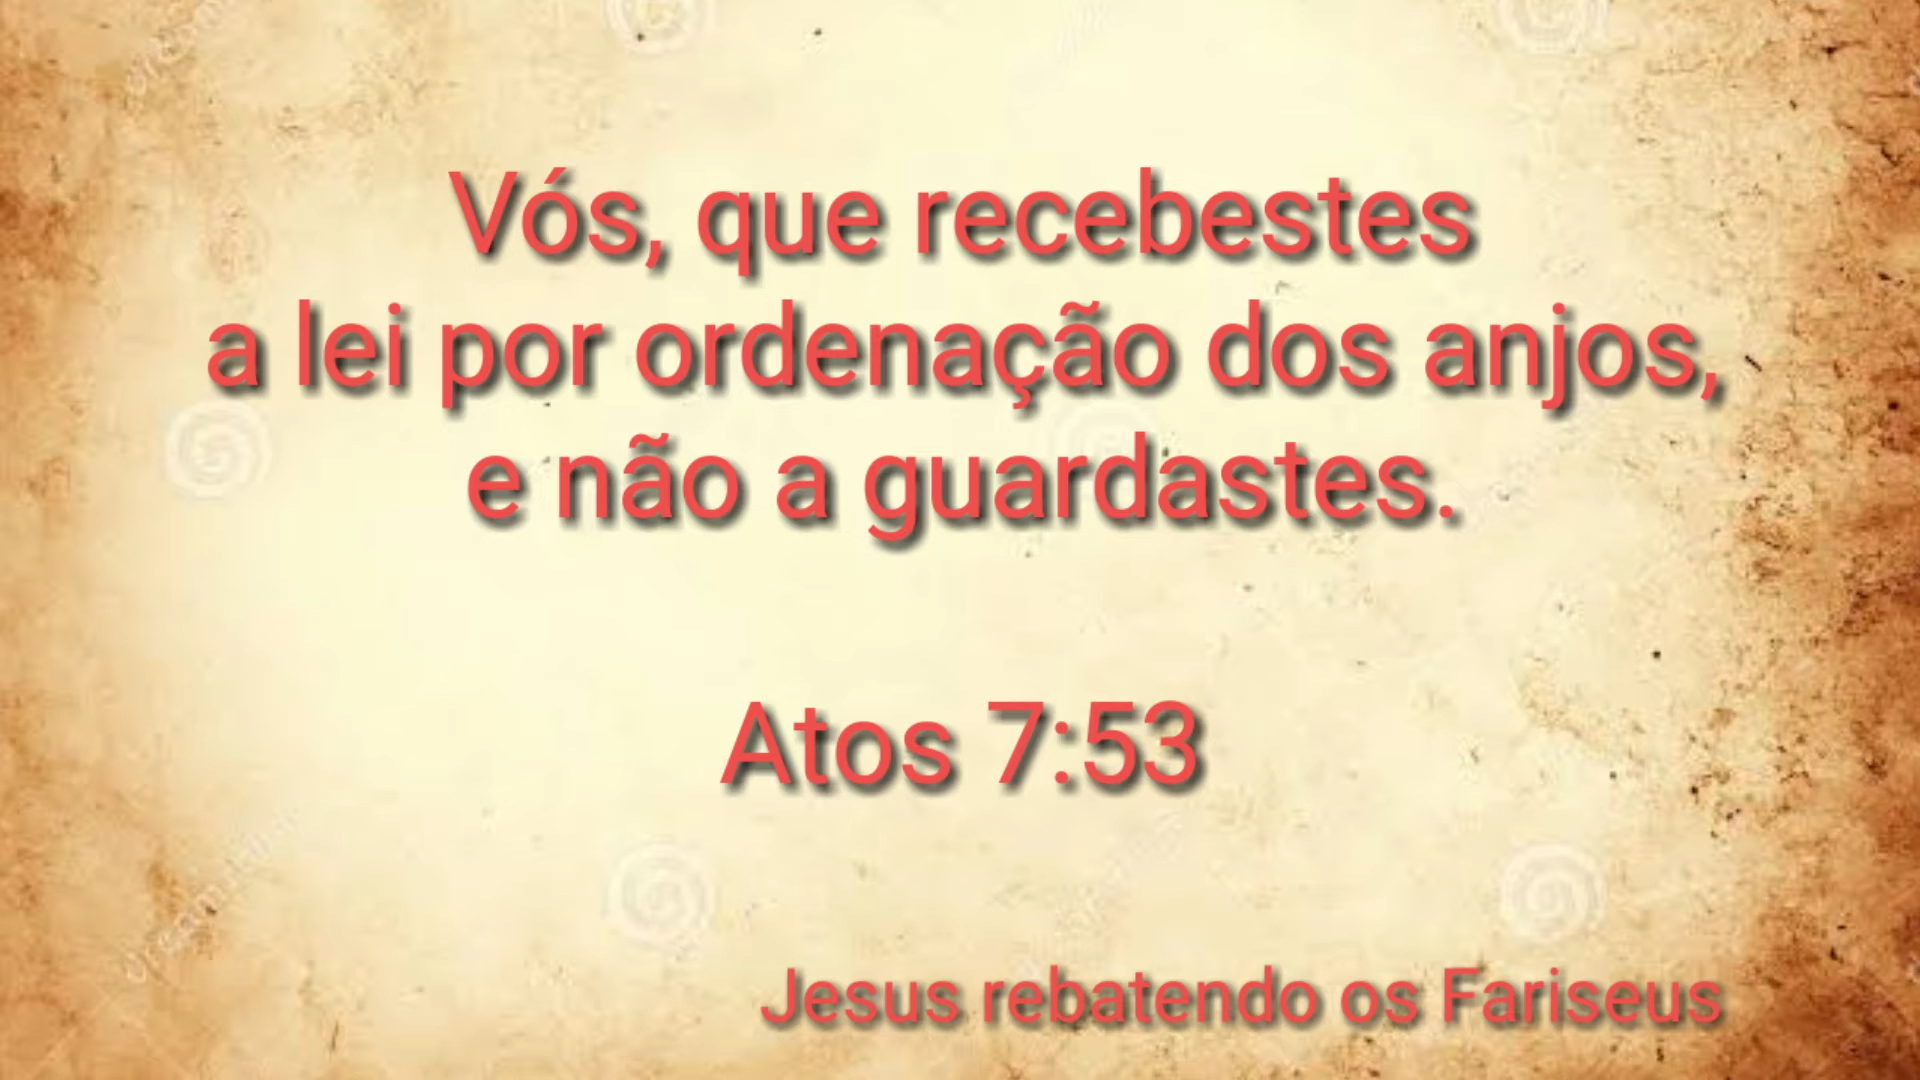 Vós, que recebestes
a lei por ordenação dos anjos,
e não a guardastes.
Atos 7:53
Jesus rebatendo os Fariseus